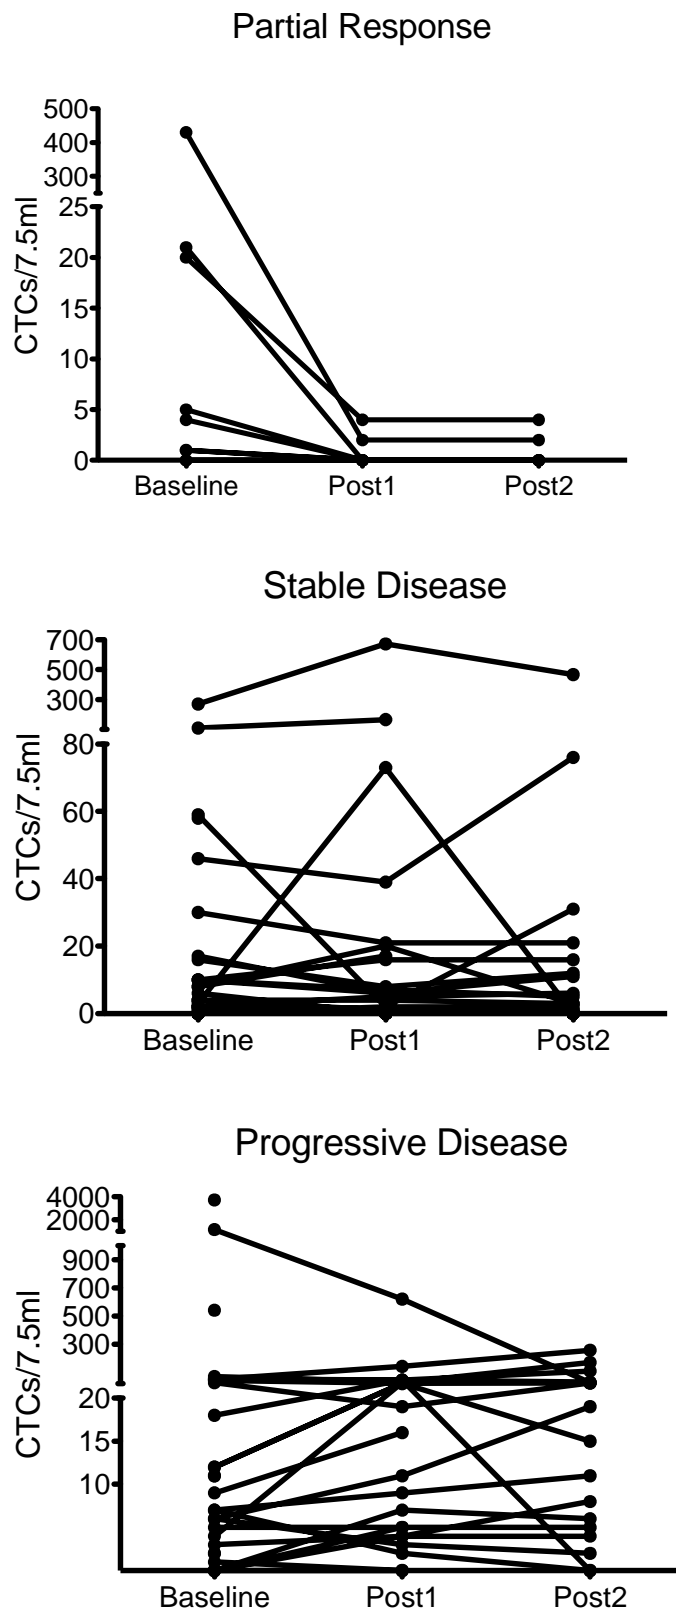 Partial Response
500
400
300
25
20
15
10
5
0
CTCs/7.5ml
Baseline Post1 Post2
Stable Disease
700
500
300
80
60
40
20
0
CTCs/7.5ml
Baseline Post1 Post2
Progressive Disease
4000
2000
900
700
500
300
20
15
10
CTCs/7.5ml
Baseline Post1 Post2